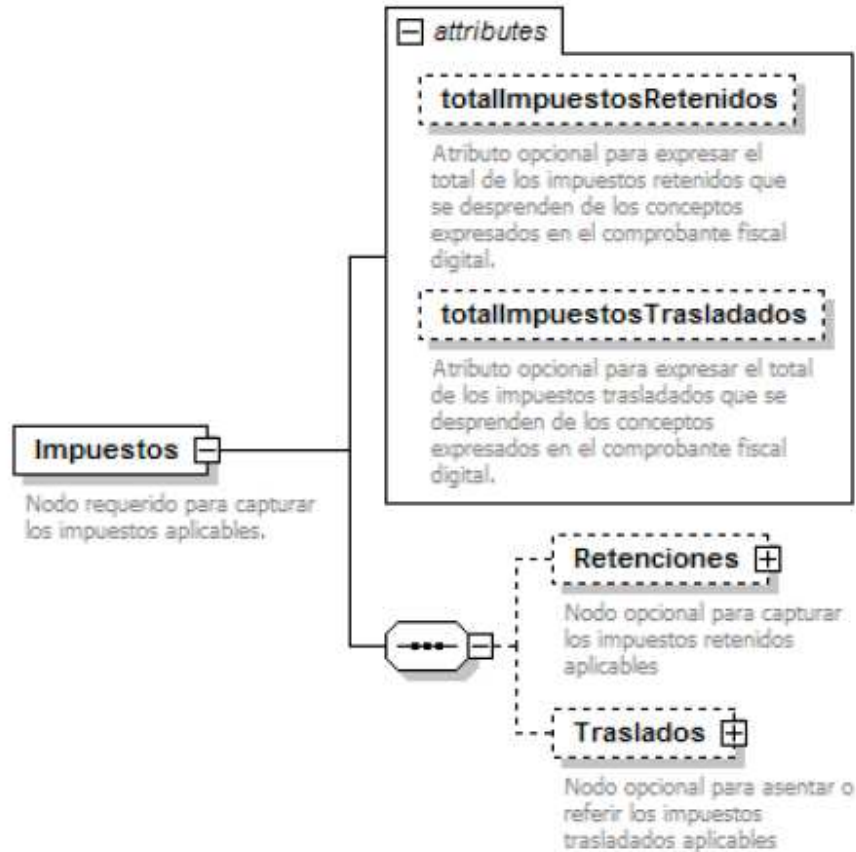 attributes
totalImpuestosRetenidos
Atributo opcional para expresar el
total de los impuestos retenidos que
se desprenden de los conceptos
expresados en el comprobante fiscal
digital.
totalImpuestosTrasladados
Atributo opcional para expresar el total
de los impuestos trasladados que se
desprenden de los conceptos
expresados en el comprobante fiscal
digital.
Impuestos
Nodo requerido para capturar
los impuestos aplicables.
Retenciones
Nodo opcional para capturar
los impuestos retenidos
aplicables
Traslados
Nodo opcional para asentar o
referir los impuestos
trasladados aplicables